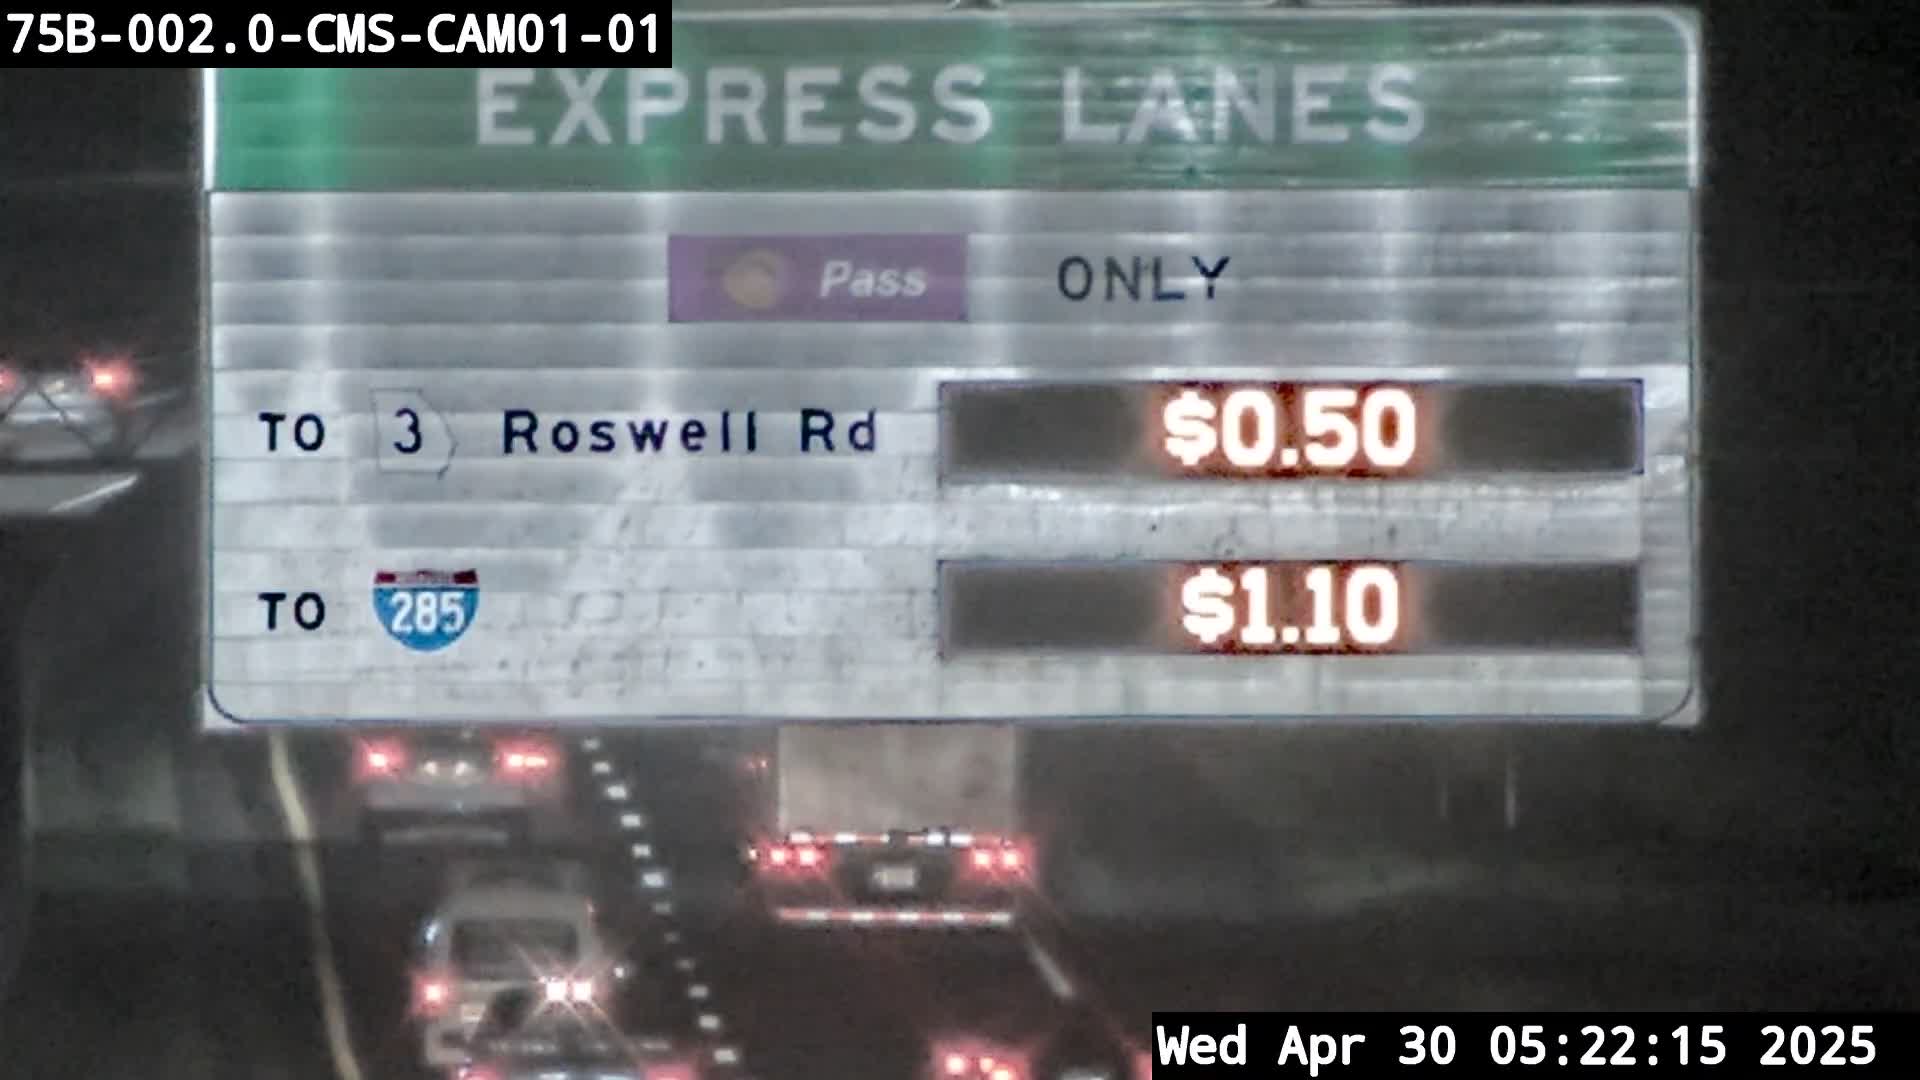 75B-002.0-CMS-CAM01-01
EXPRESS LANES
Pass ONLY
TO 3 Roswell Rd $0.50
TO 285 $1.10
Wed Apr 30 05:22:15 2025